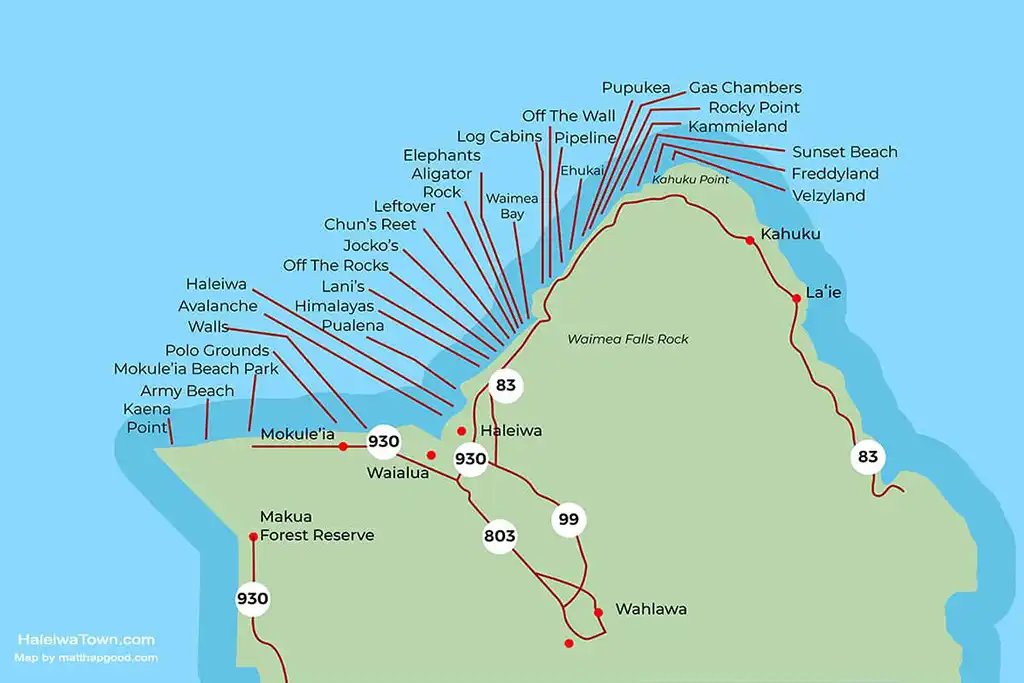 Pupukea
Gas Chambers
Rocky Point
Kammieland
Sunset Beach
Freddyland
Velzyland
Off The Wall
Log Cabins
Pipeline
Ehukai
Kahuku Point
Elephants
Aligator
Rock
Waimea
Bay
Leftover
Chun's Reet
Jocko's
Off The Rocks
Lani's
Himalayas
Pualena
Haleiwa
Avalanche
Walls
Polo Grounds
Mokule'ia Beach Park
Army Beach
Kaena
Point
Kahuku
La'ie
Waimea Falls Rock
83
Haleiwa
Mokule'ia
930
930
Waialua
83
Makua
Forest Reserve
99
803
930
Wahlawa
HaleiwaTown.com
Map by matthapgood.com